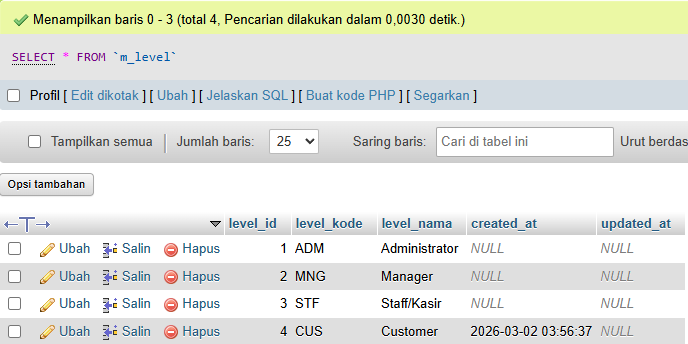 Menampilkan baris 0 - 3 (total 4, Pencarian dilakukan dalam 0,0030 detik.)
SELECT * FROM `m_level`
Profil [ Edit dikotak ] [ Ubah ] [ Jelaskan SQL ] [ Buat kode PHP ] [ Segarkan ]
Tampilkan semua Jumlah baris: 25 Saring baris: Cari di tabel ini Urut berdas
Opsi tambahan
level_id level_kode level_nama created_at updated_at
Ubah Salin Hapus 1 ADM Administrator NULL NULL
Ubah Salin Hapus 2 MNG Manager NULL NULL
Ubah Salin Hapus 3 STF Staff/Kasir NULL NULL
Ubah Salin Hapus 4 CUS Customer 2026-03-02 03:56:37 NULL